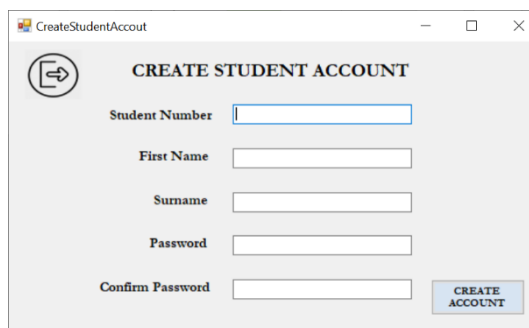 CreateStudentAccout
CREATE STUDENT ACCOUNT
Student Number
First Name
Surname
Password
Confirm Password
CREATE
ACCOUNT